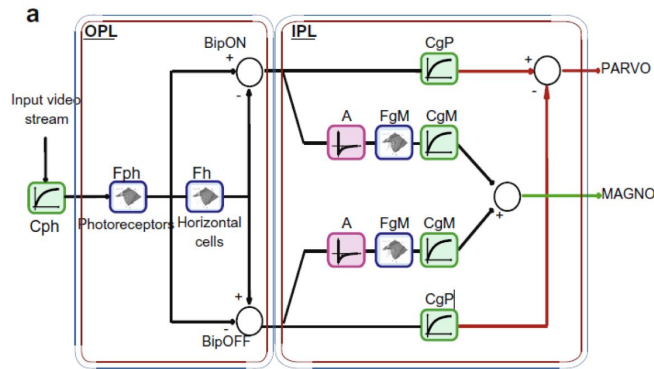 a
OPL
IPL
BipON
CgP
+
-
+
-
PARVO
Input video
stream
A
FgM
CgM
Fph
Fh
Cph
Photoreceptors
Horizontal
cells
MAGNO
+
A
FgM
CgM
+
-
BipOFF
CgP